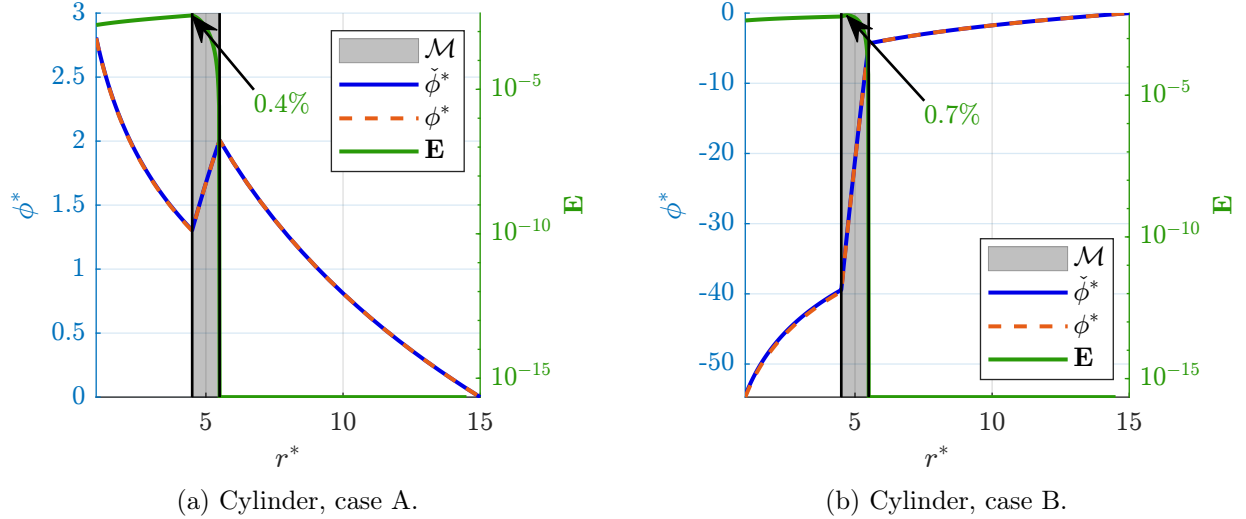 3
2.5
2
1.5
1
0.5
0
ϕ*
5
10
15
r*
10⁻⁵
10⁻¹⁰
10⁻¹⁵
E
0.4%
ℳ
ϕ̌*
ϕ*
E
(a) Cylinder, case A.
0
-10
-20
-30
-40
-50
ϕ*
5
10
15
r*
10⁻⁵
10⁻¹⁰
10⁻¹⁵
E
0.7%
ℳ
ϕ̌*
ϕ*
E
(b) Cylinder, case B.